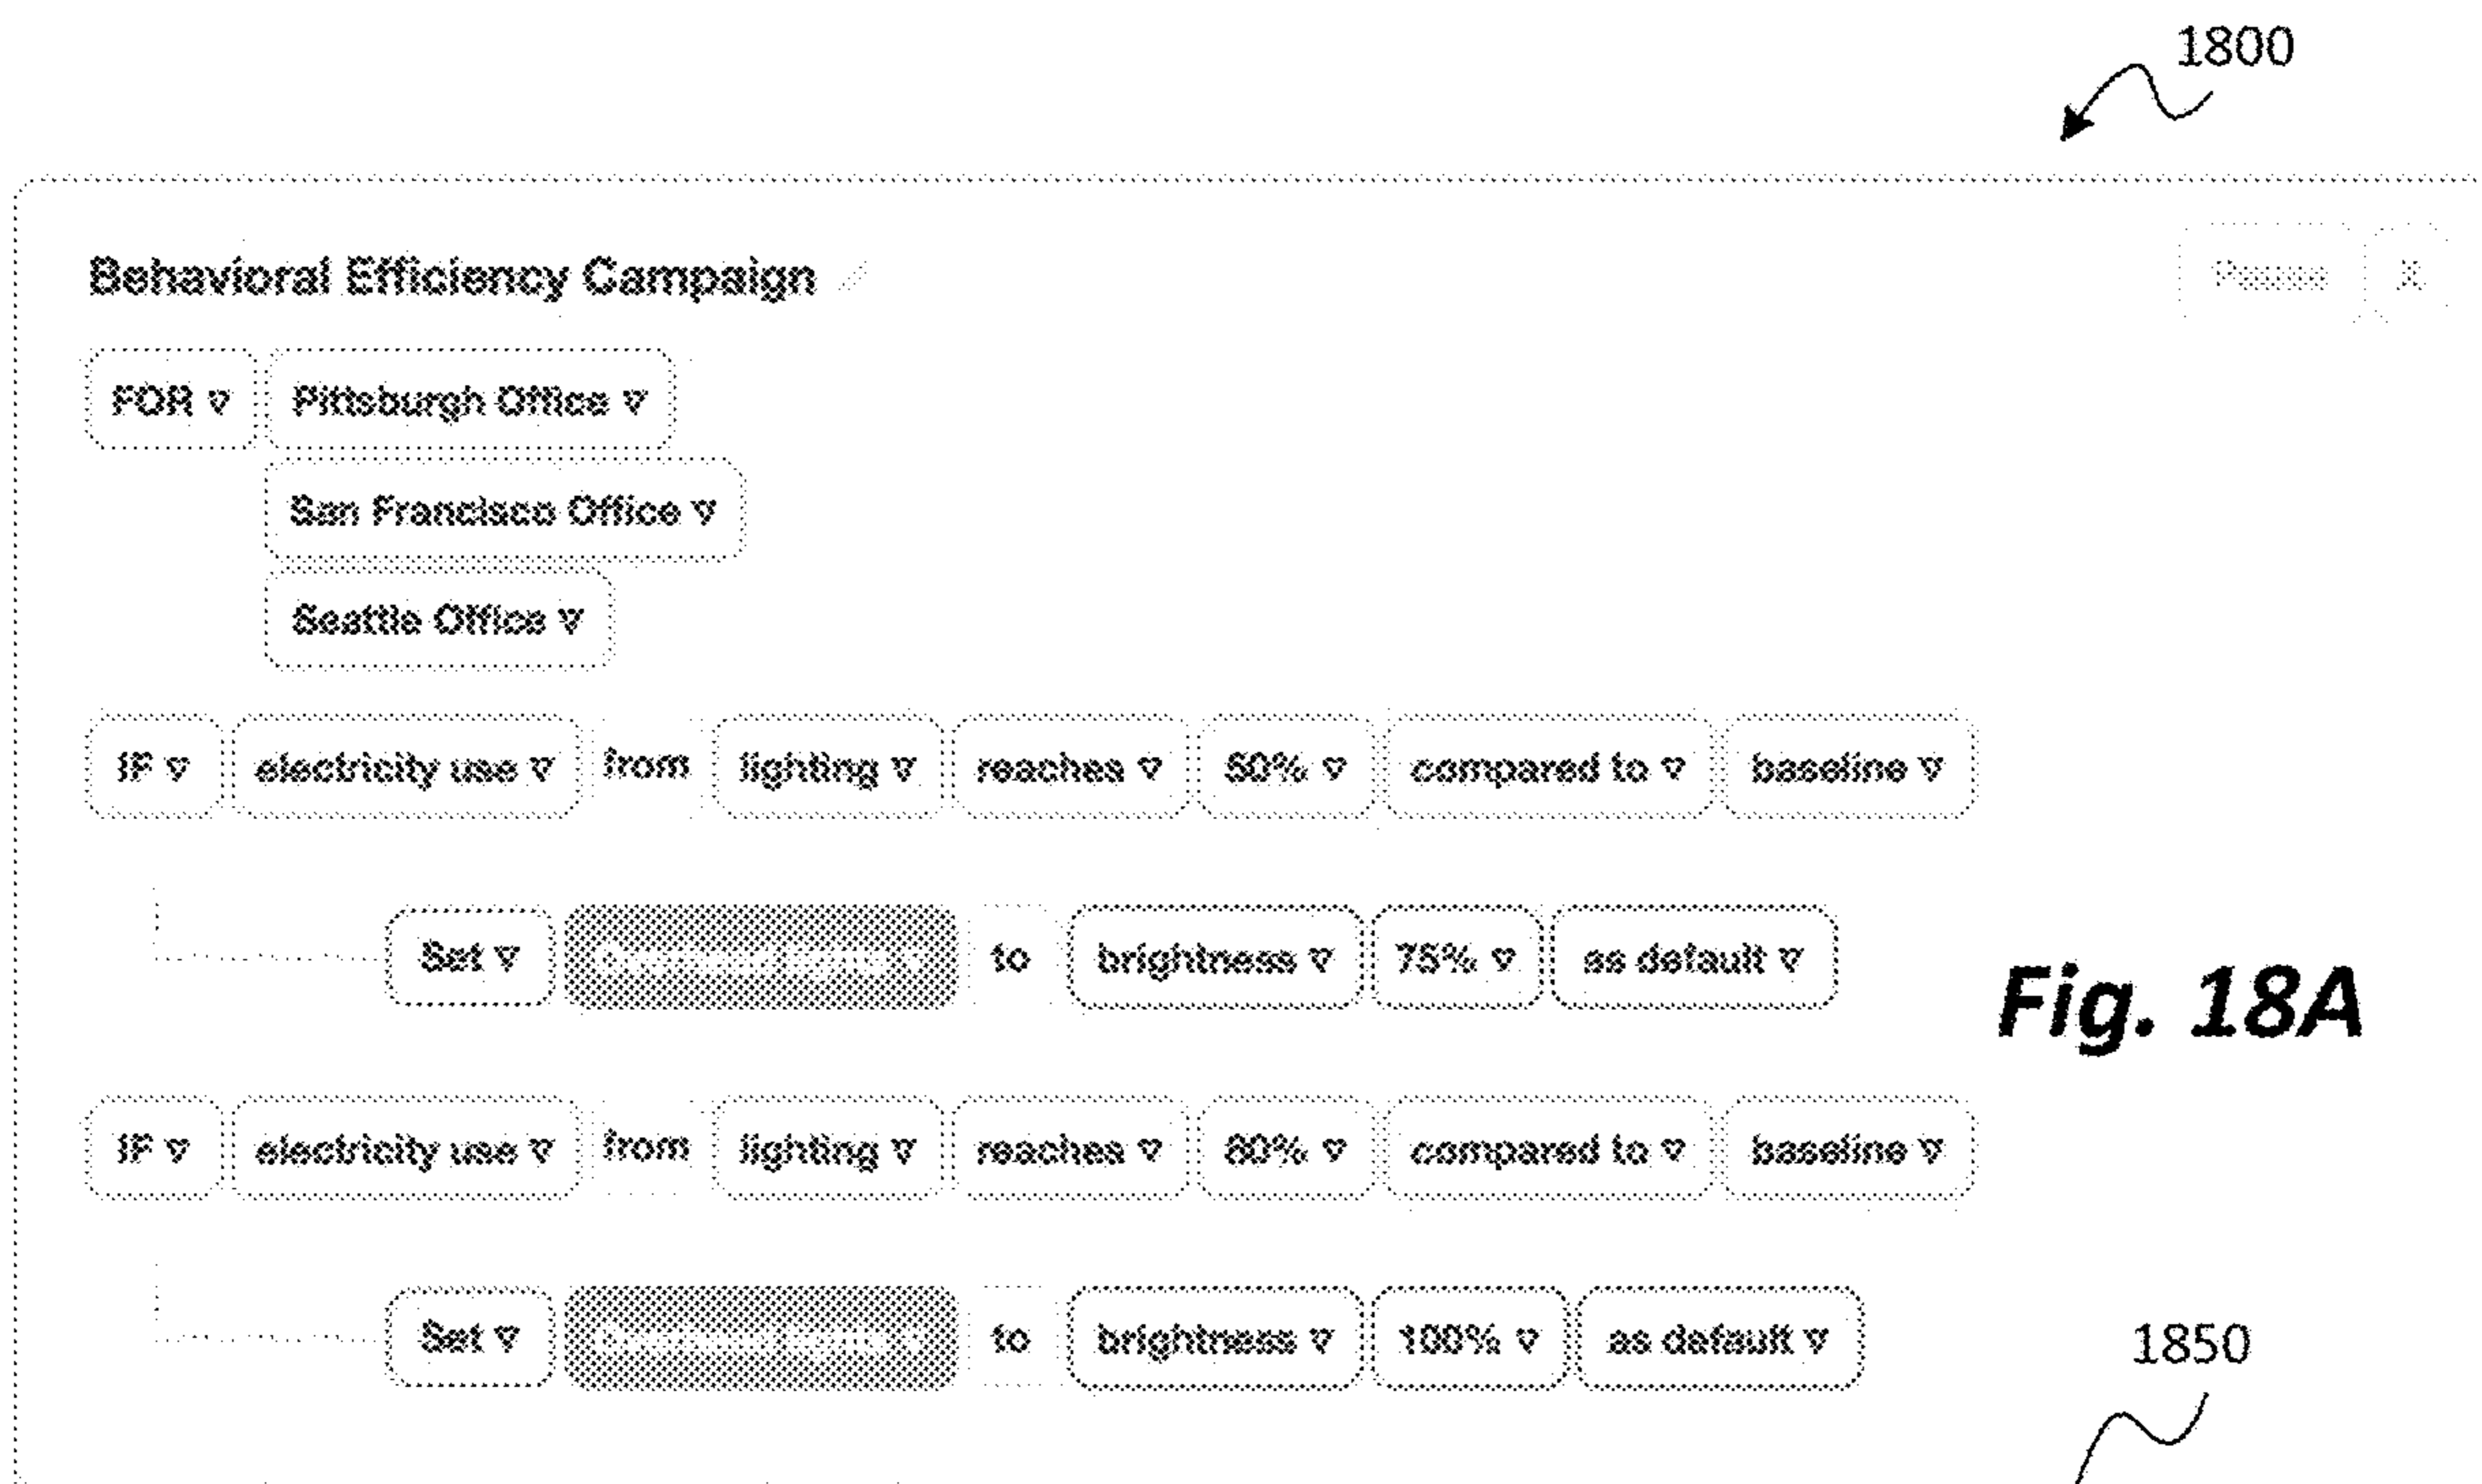 1800
Behavioral Efficiency Campaign
Pause X
FOR ▽ Pittsburgh Office ▽
San Francisco Office ▽
Seattle Office ▽
IF ▽ electricity use ▽ from lighting ▽ reaches ▽ 50% ▽ compared to ▽ baseline ▽
Set ▽ to brightness ▽ 75% ▽ as default ▽
Fig. 18A
IF ▽ electricity use ▽ from lighting ▽ reaches ▽ 80% ▽ compared to ▽ baseline ▽
Set ▽ to brightness ▽ 100% ▽ as default ▽
1850